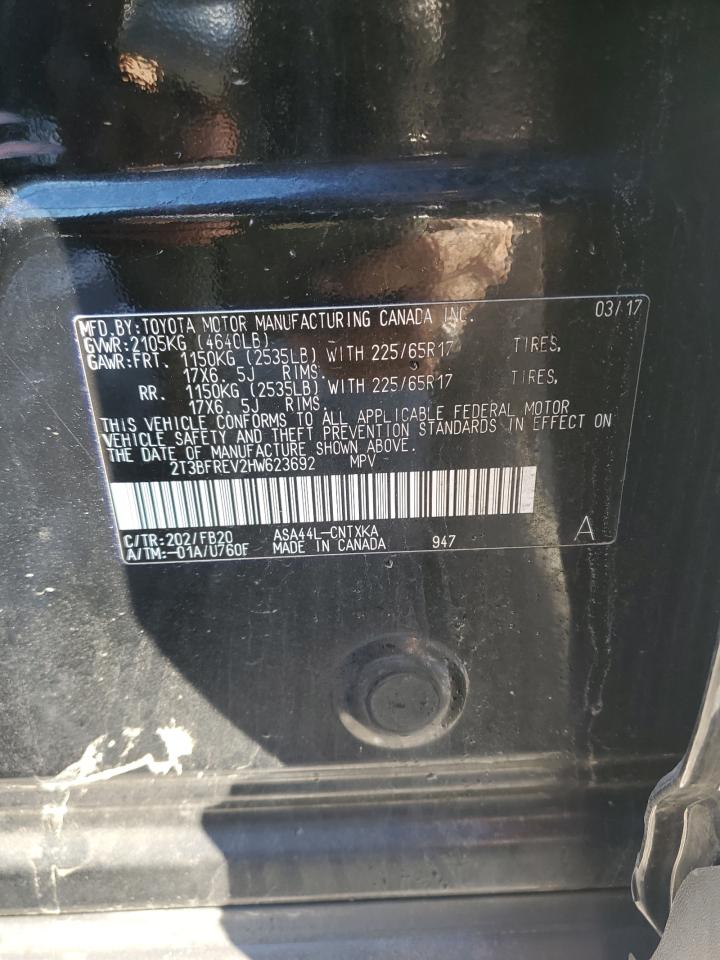 MFD.BY:TOYOTA MOTOR MANUFACTURING CANADA INC. 03/17
GVWR:2105KG (4640LB)
GAWR:FRT. 1150KG (2535LB) WITH 225/65R17 TIRES,
17X6.5J RIMS
RR. 1150KG (2535LB) WITH 225/65R17 TIRES,
17X6.5J RIMS
THIS VEHICLE CONFORMS TO ALL APPLICABLE FEDERAL MOTOR
VEHICLE SAFETY AND THEFT PREVENTION STANDARDS IN EFFECT ON
THE DATE OF MANUFACTURE SHOWN ABOVE.
2T3BFREV2HW623692 MPV
C/TR:202/FB20 ASA44L-CNTXKA A
A/TM:-01A/U760F MADE IN CANADA 947